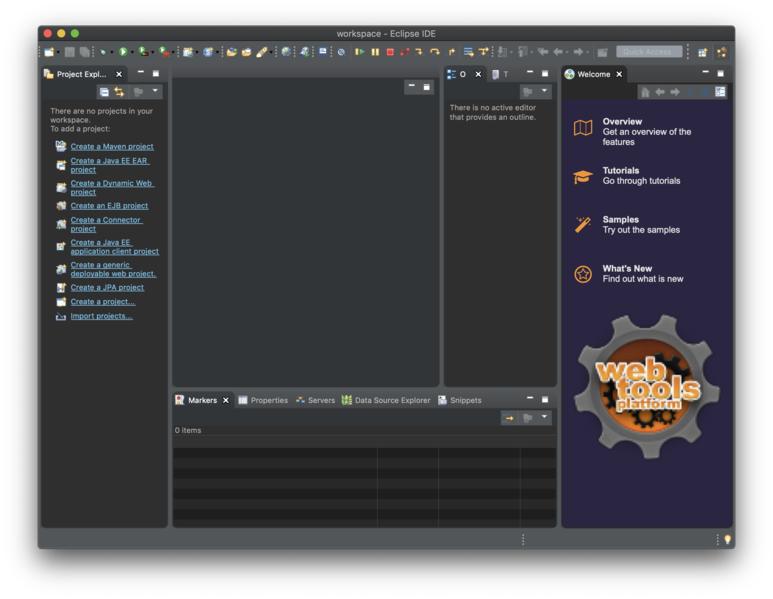 workspace - Eclipse IDE
Quick Access
Project Expl...
There are no projects in your
workspace.
To add a project:
Create a Maven project
Create a Java EE EAR
project
Create a Dynamic Web
project
Create an EJB project
Create a Connector
project
Create a Java EE
application client project
Create a generic
deployable web project.
Create a JPA project
Create a project...
Import projects...
O
T
There is no active editor
that provides an outline.
Welcome
Overview
Get an overview of the
features
Tutorials
Go through tutorials
Samples
Try out the samples
What's New
Find out what is new
web
tools
platform
Markers
Properties
Servers
Data Source Explorer
Snippets
0 items